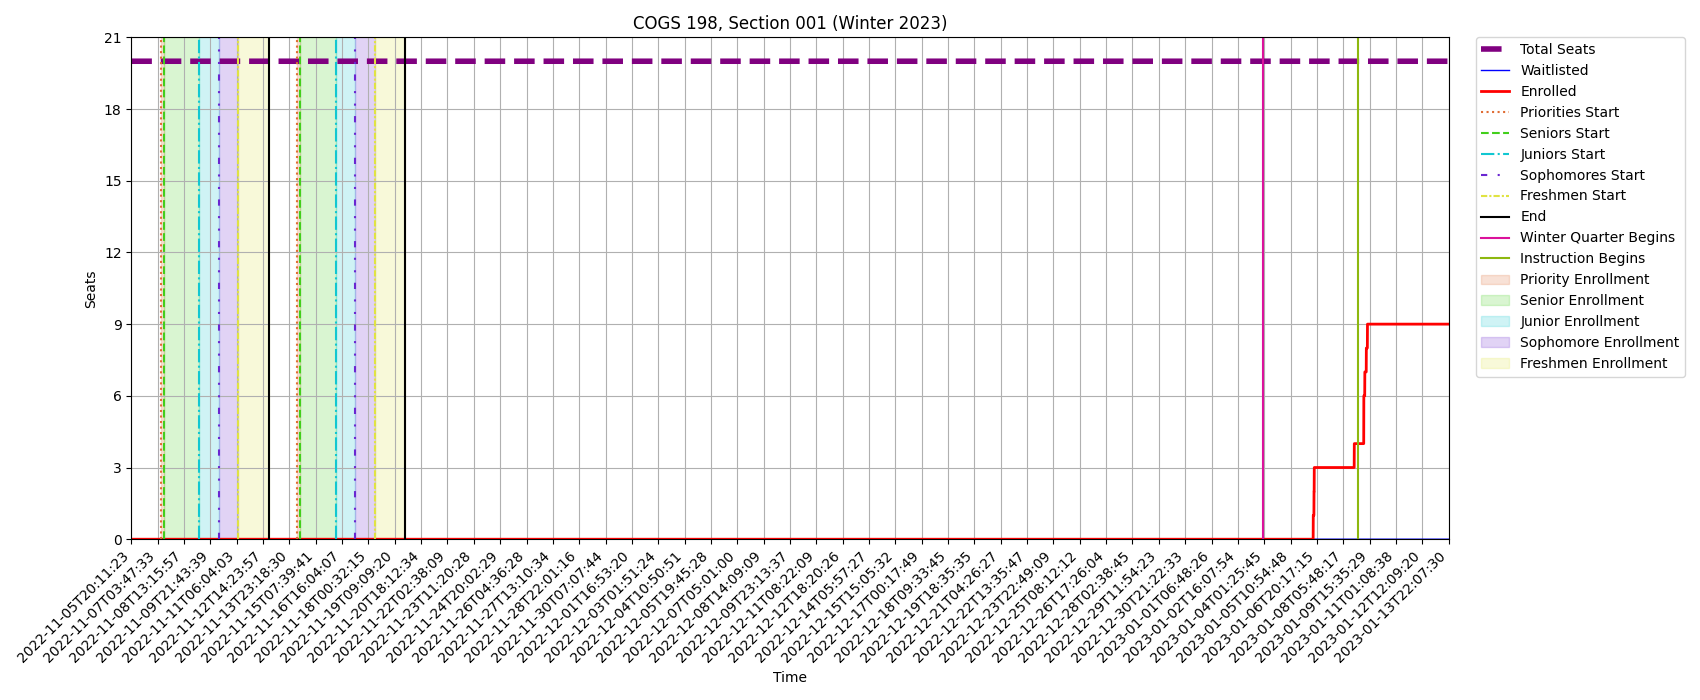 COGS 198, Section 001 (Winter 2023)
21
18
15
12
9
6
3
0
Seats
2022-11-05T20:11:23
2022-11-07T03:47:33
2022-11-08T13:15:57
2022-11-09T21:43:39
2022-11-11T06:04:03
2022-11-12T14:23:57
2022-11-13T23:18:30
2022-11-15T07:39:41
2022-11-16T16:04:07
2022-11-18T00:32:15
2022-11-19T09:09:20
2022-11-20T18:12:34
2022-11-22T02:38:09
2022-11-23T11:20:28
2022-11-24T20:02:29
2022-11-26T04:36:28
2022-11-27T13:10:34
2022-11-28T22:01:16
2022-11-30T07:07:44
2022-12-01T16:53:20
2022-12-03T01:51:24
2022-12-04T10:50:51
2022-12-05T19:45:28
2022-12-07T05:01:00
2022-12-08T14:09:09
2022-12-09T23:13:37
2022-12-11T08:22:09
2022-12-12T18:20:26
2022-12-14T05:57:27
2022-12-15T15:05:32
2022-12-17T00:17:49
2022-12-18T09:33:45
2022-12-19T18:35:35
2022-12-21T04:26:27
2022-12-22T13:35:47
2022-12-23T22:49:09
2022-12-25T08:12:12
2022-12-26T17:26:04
2022-12-28T02:38:45
2022-12-29T11:54:23
2022-12-30T21:22:33
2023-01-01T06:48:26
2023-01-02T16:07:54
2023-01-04T01:25:45
2023-01-05T10:54:48
2023-01-06T20:17:15
2023-01-08T05:48:17
2023-01-09T15:35:29
2023-01-11T01:08:38
2023-01-12T12:09:20
2023-01-13T22:07:30
Time
Total Seats
Waitlisted
Enrolled
Priorities Start
Seniors Start
Juniors Start
Sophomores Start
Freshmen Start
End
Winter Quarter Begins
Instruction Begins
Priority Enrollment
Senior Enrollment
Junior Enrollment
Sophomore Enrollment
Freshmen Enrollment